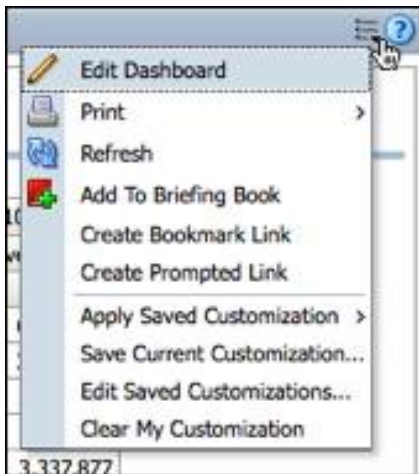 ?
Edit Dashboard
Print
Refresh
Add To Briefing Book
Create Bookmark Link
Create Prompted Link
Apply Saved Customization
Save Current Customization...
Edit Saved Customizations...
Clear My Customization
3,337,877